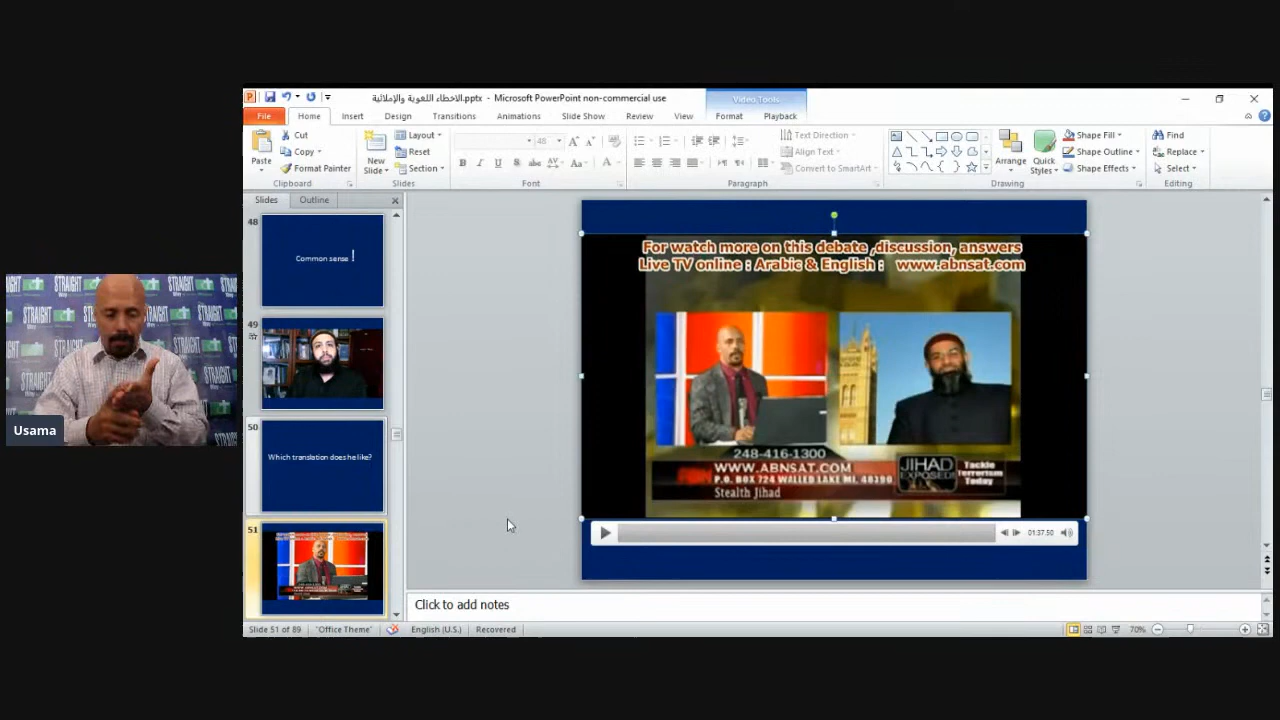 الاخطاء اللغوية والإملائية.pptx - Microsoft PowerPoint non-commercial use
Video Tools
File
Home
Insert
Design
Transitions
Animations
Slide Show
Review
View
Format
Playback
Paste
Cut
Copy
Format Painter
Clipboard
New
Slide
Layout
Reset
Section
Slides
48
Font
Text Direction
Align Text
Convert to SmartArt
Paragraph
Arrange
Quick
Styles
Shape Fill
Shape Outline
Shape Effects
Drawing
Find
Replace
Select
Editing
Slides
Outline
48
Common sense !
49
50
Which translation does he like?
51
For watch more on this debate ,discussion, answers
Live TV online : Arabic & English : www.abnsat.com
248-416-1300
WWW.ABNSAT.COM
P.O. BOX 724 WALLED LAKE MI. 48390
Stealth Jihad
JIHAD
EXPOSED
Tackle
Terrorism
Today
01:37.50
Click to add notes
Slide 51 of 89
"Office Theme"
English (U.S.)
Recovered
70%
STRAIGHT
Way
Usama